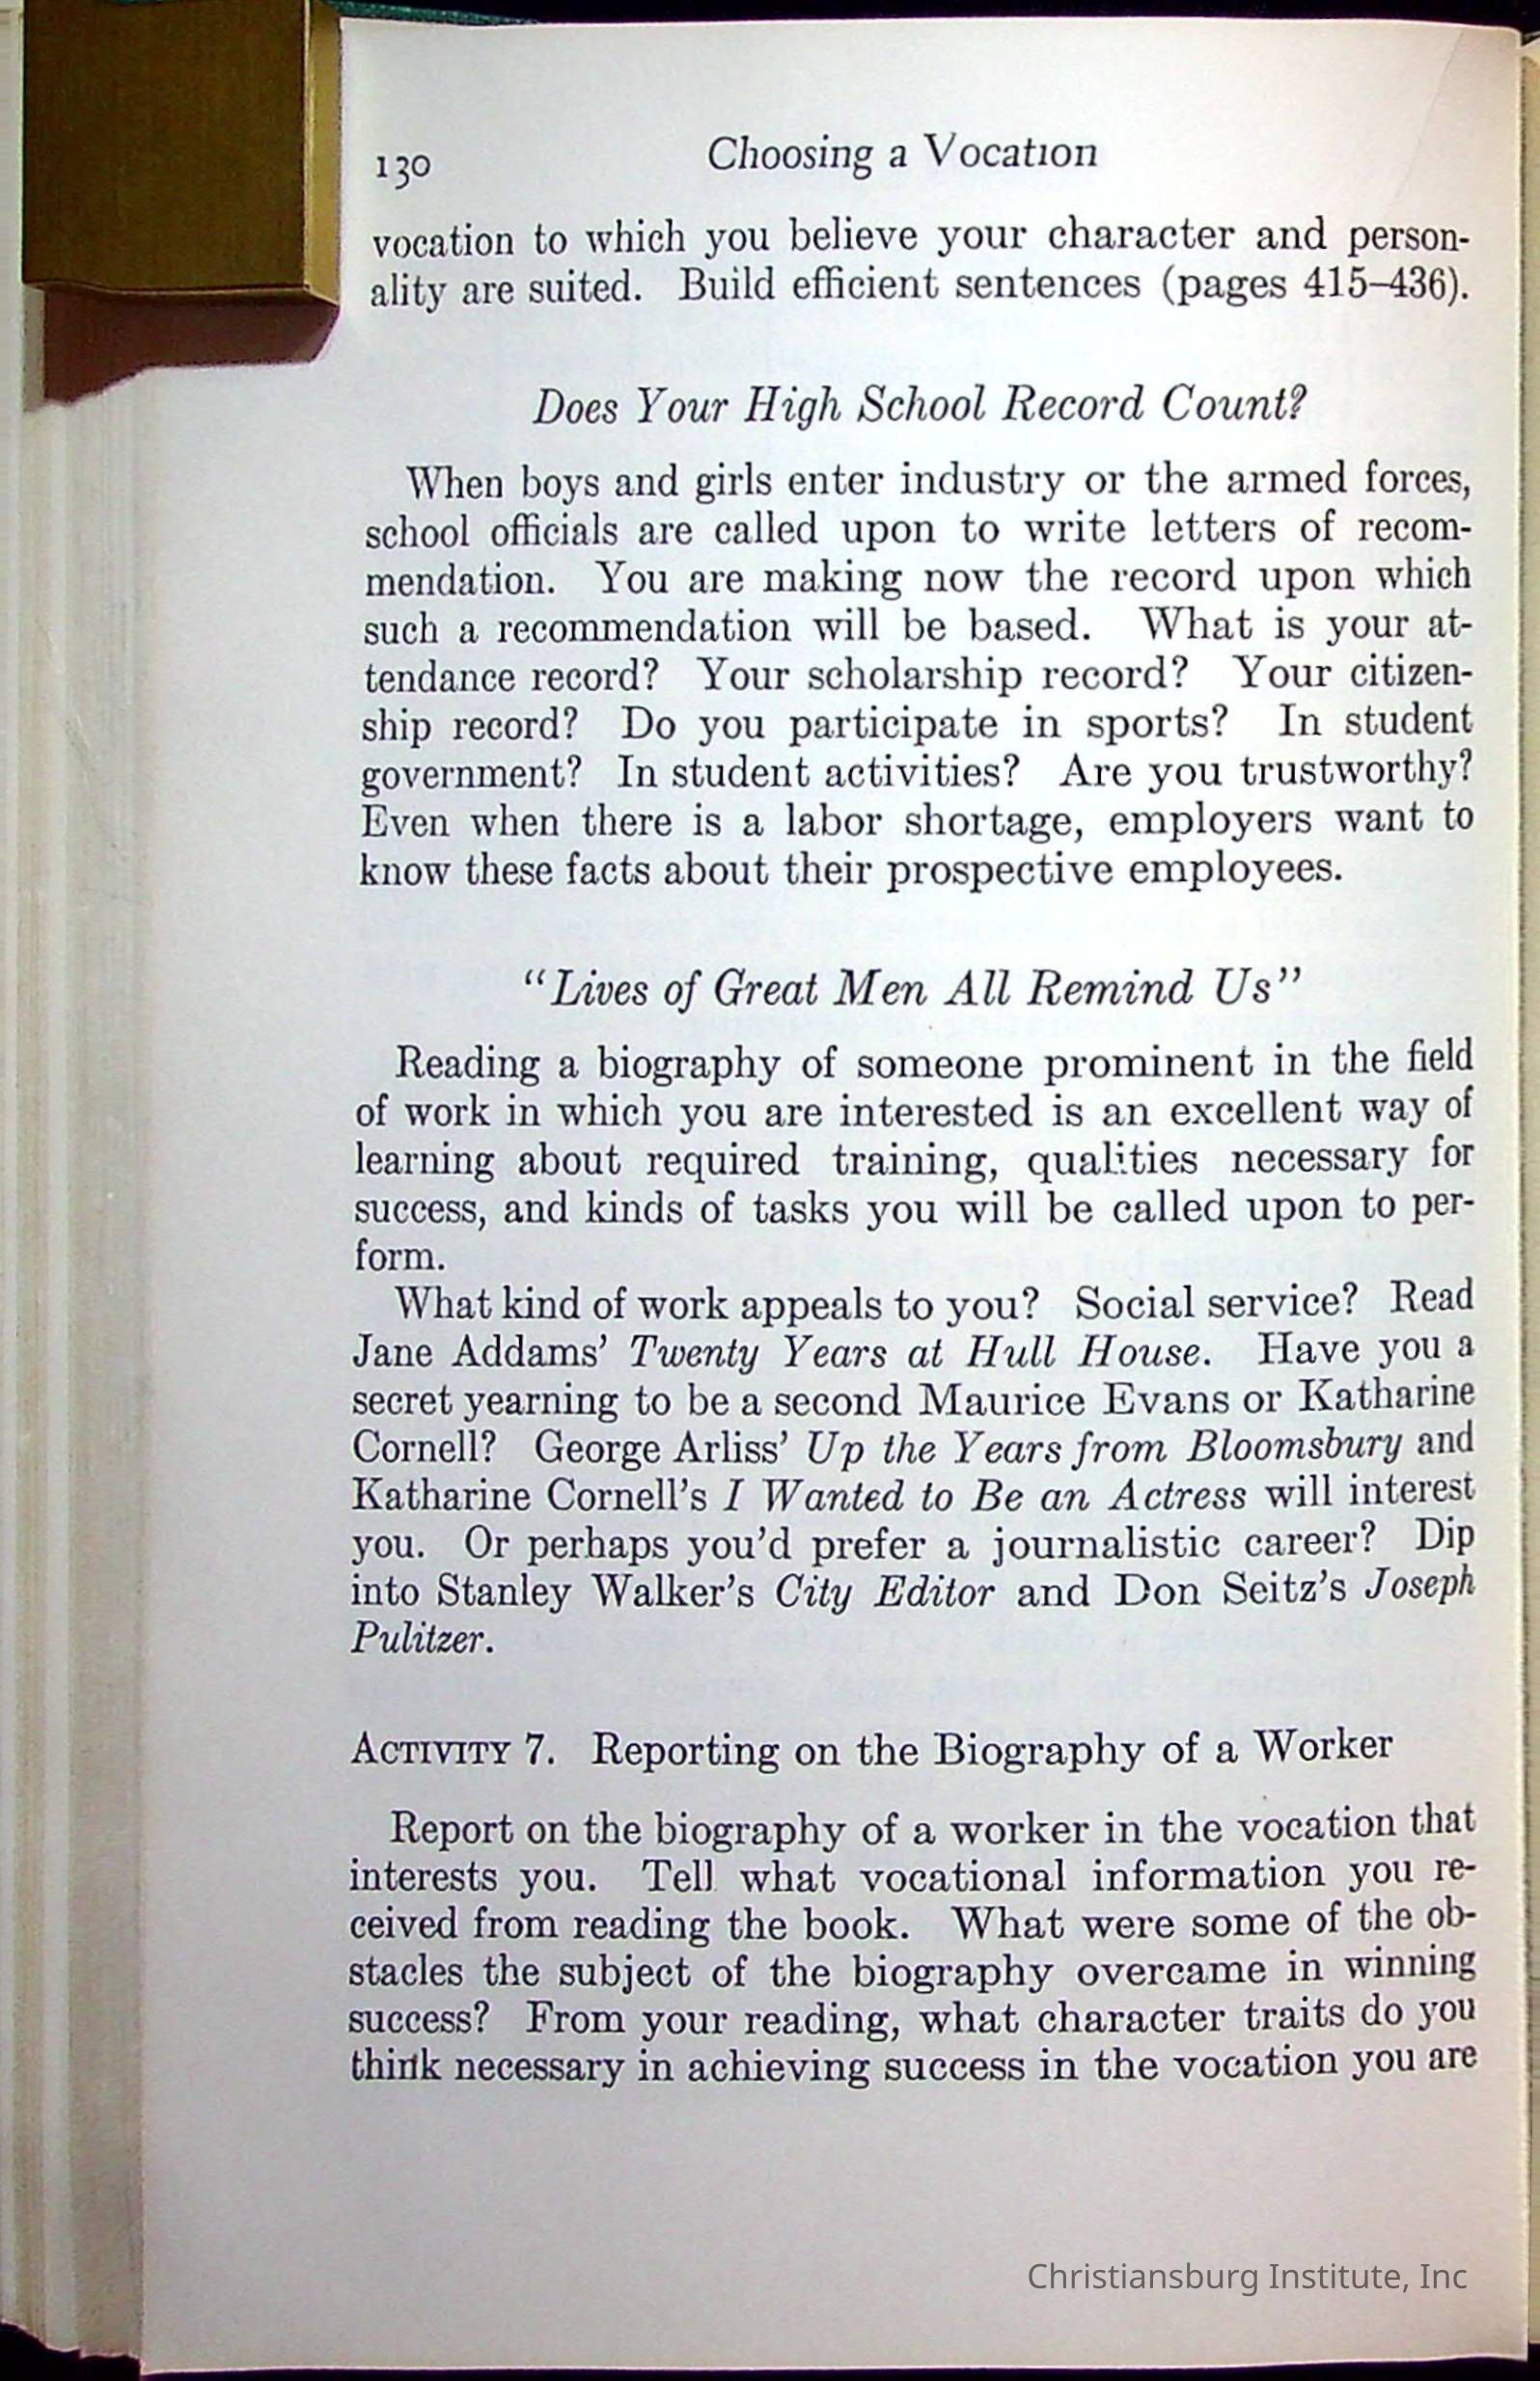 130
Choosing a Vocation
vocation to which you believe your character and person-
ality are suited. Build efficient sentences (pages 415–436).
Does Your High School Record Count?
When boys and girls enter industry or the armed forces,
school officials are called upon to write letters of recom-
mendation. You are making now the record upon which
such a recommendation will be based. What is your at-
tendance record? Your scholarship record? Your citizen-
ship record? Do you participate in sports? In student
government? In student activities? Are you trustworthy?
Even when there is a labor shortage, employers want to
know these facts about their prospective employees.
“Lives of Great Men All Remind Us”
Reading a biography of someone prominent in the field
of work in which you are interested is an excellent way of
learning about required training, qualities necessary for
success, and kinds of tasks you will be called upon to per-
form.
What kind of work appeals to you? Social service? Read
Jane Addams’ Twenty Years at Hull House. Have you a
secret yearning to be a second Maurice Evans or Katharine
Cornell? George Arliss’ Up the Years from Bloomsbury and
Katharine Cornell’s I Wanted to Be an Actress will interest
you. Or perhaps you’d prefer a journalistic career? Dip
into Stanley Walker’s City Editor and Don Seitz’s Joseph
Pulitzer.
ACTIVITY 7. Reporting on the Biography of a Worker
Report on the biography of a worker in the vocation that
interests you. Tell what vocational information you re-
ceived from reading the book. What were some of the ob-
stacles the subject of the biography overcame in winning
success? From your reading, what character traits do you
think necessary in achieving success in the vocation you are
Christiansburg Institute, Inc